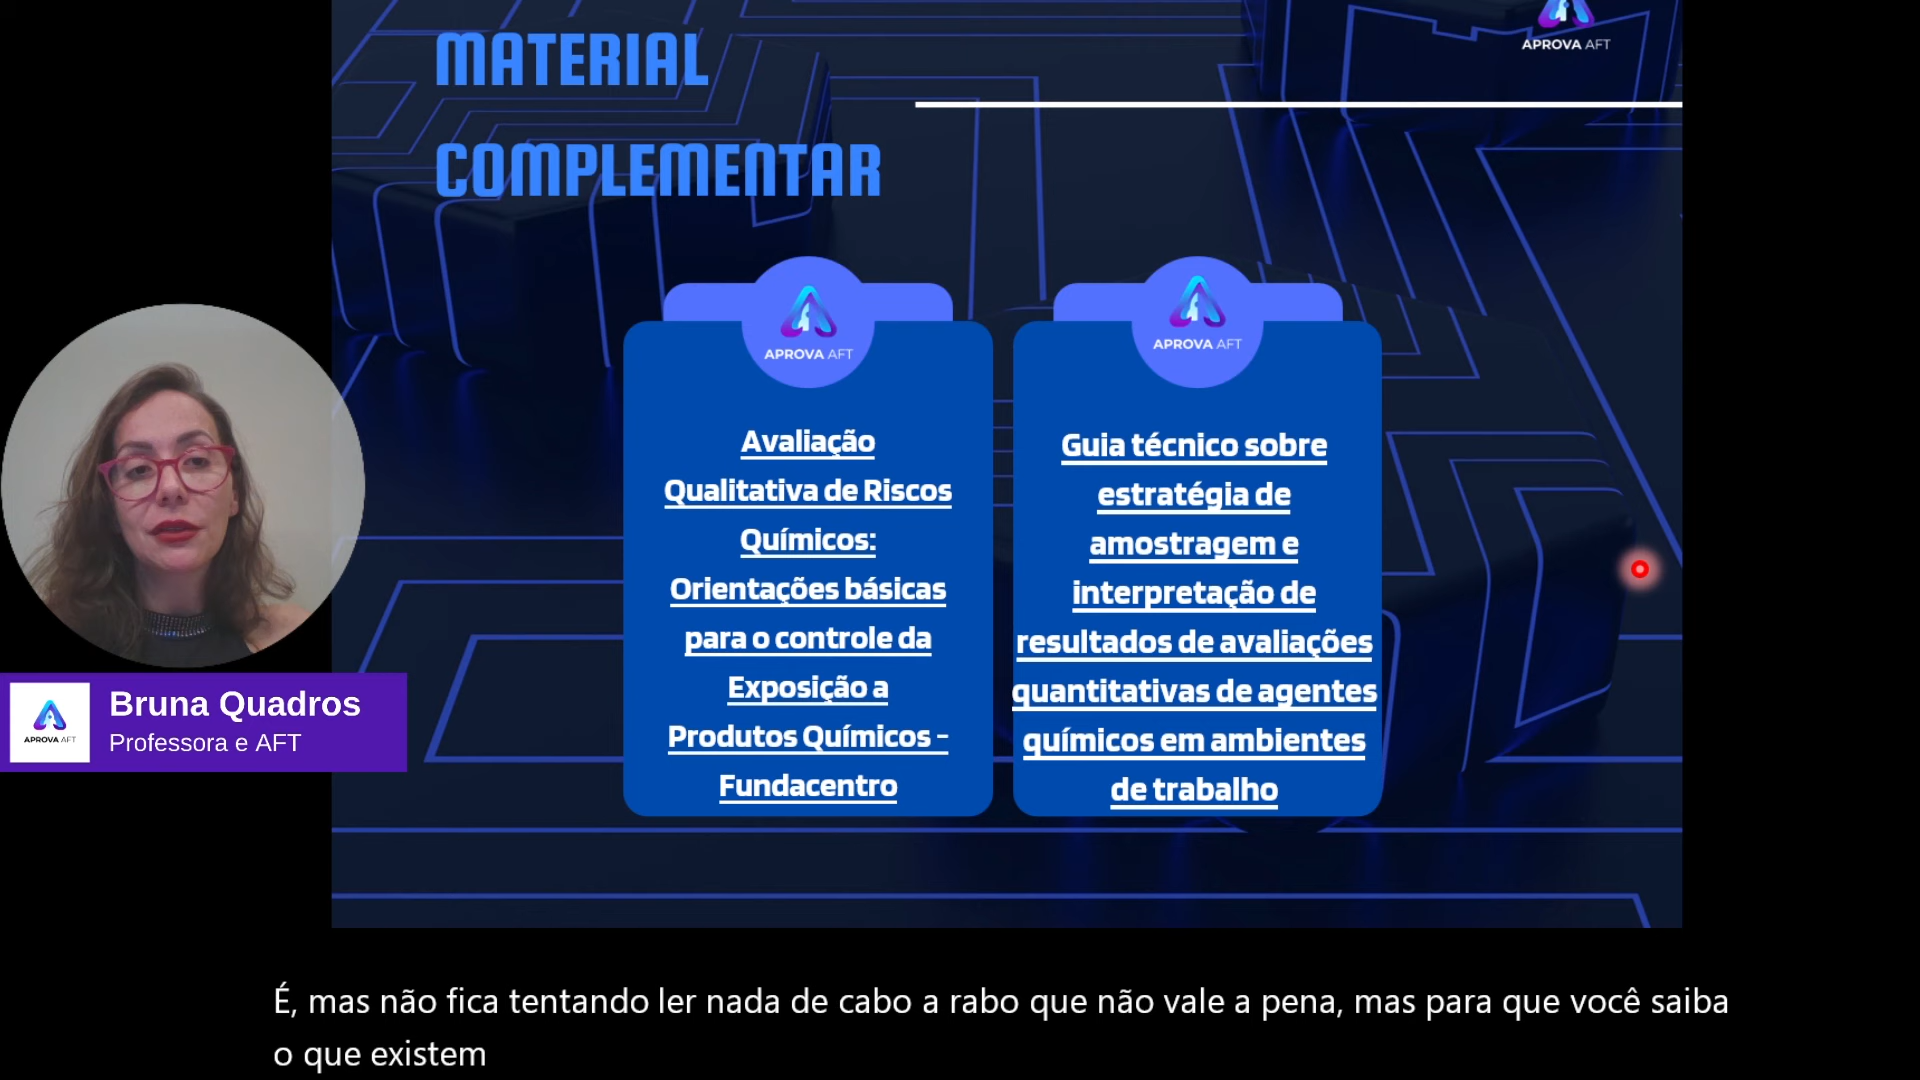 MATERIAL
COMPLEMENTAR
APROVA AFT
APROVA AFT
Avaliação
Qualitativa de Riscos
Químicos:
Orientações básicas
para o controle da
Exposição a
Produtos Químicos -
Fundacentro
APROVA AFT
Guia técnico sobre
estratégia de
amostragem e
interpretação de
resultados de avaliações
quantitativas de agentes
químicos em ambientes
de trabalho
APROVA AFT
Bruna Quadros
Professora e AFT
É, mas não fica tentando ler nada de cabo a rabo que não vale a pena, mas para que você saiba
o que existem